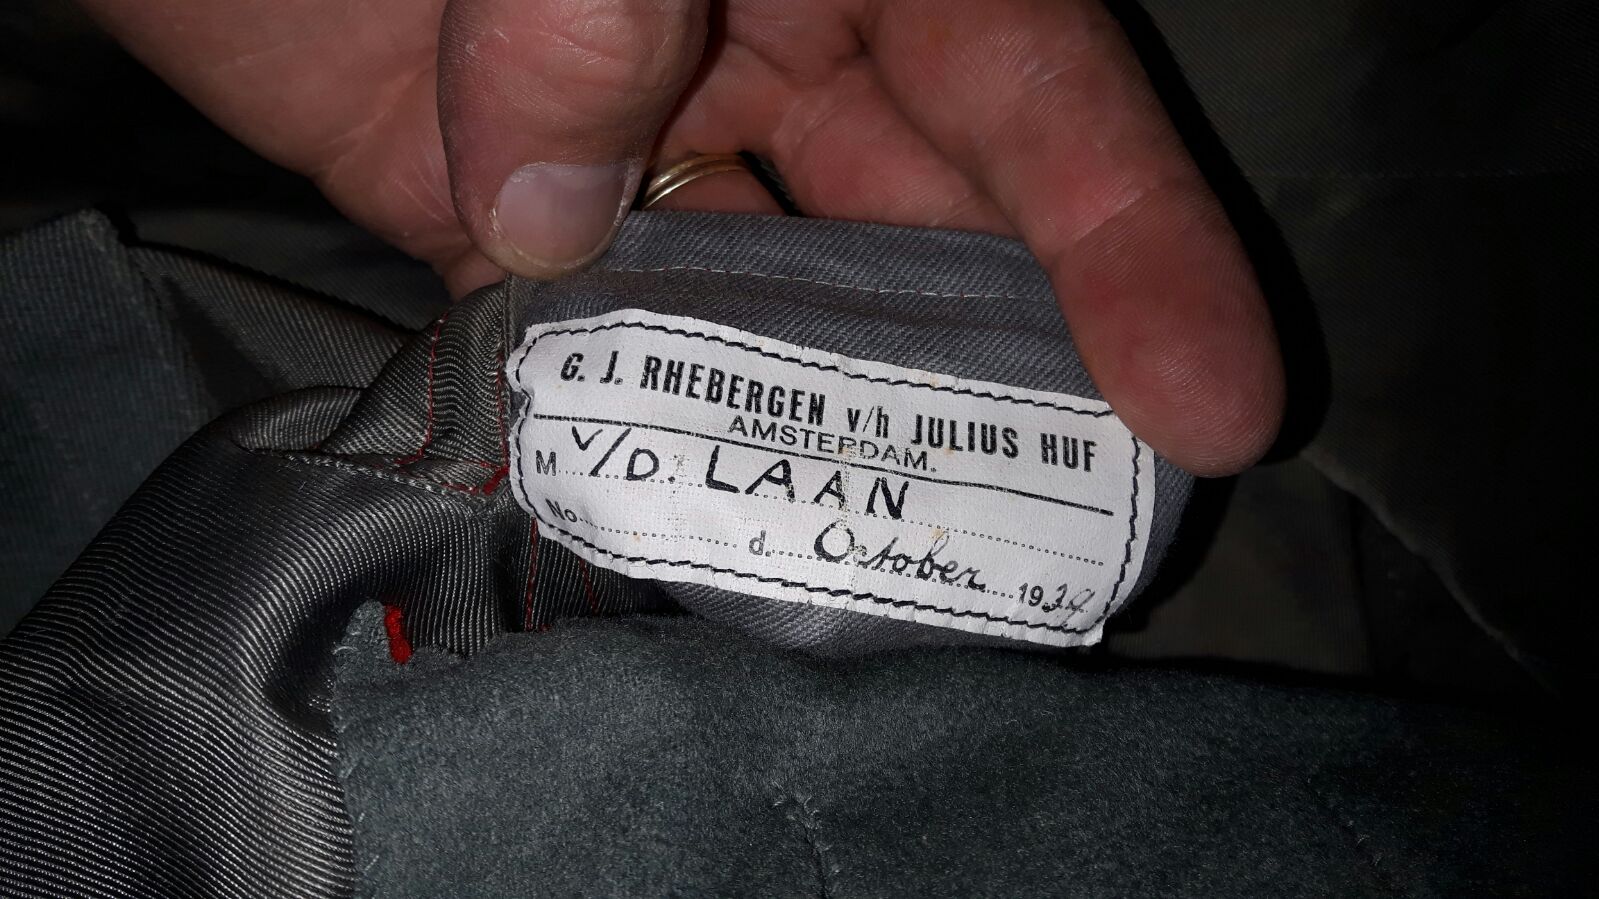 G. J. RHEBERGEN v/h JULIUS HUF
AMSTERDAM.
M. V/D. LAAN
No.
d. October 1939.